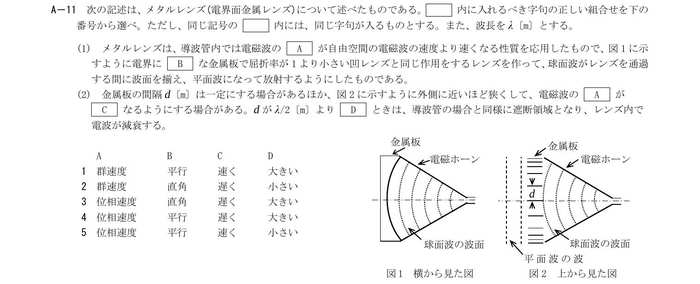 A－11 次の記述は、メタルレンズ(電界面金属レンズ)について述べたものである。□ 内に入れるべき字句の正しい組合せを下の
番号から選べ。ただし、同じ記号の □ 内には、同じ字句が入るものとする。また、波長をλ〔m〕とする。
(1) メタルレンズは、導波管内では電磁波の A が自由空間の電磁波の速度より速くなる性質を応用したもので、図1に示
すように電界に B な金属板で屈折率が1より小さい凹レンズと同じ作用をするレンズを作って、球面波がレンズを通過
する間に波面を揃え、平面波になって放射するようにしたものである。
(2) 金属板の間隔 d〔m〕は一定にする場合があるほか、図2に示すように外側に近いほど狭くして、電磁波の A が
C なるようにする場合がある。dがλ/2〔m〕より D ときは、導波管の場合と同様に遮断領域となり、レンズ内で
電波が減衰する。
A B C D
1 群速度 平行 速く 大きい
2 群速度 直角 遅く 小さい
3 位相速度 直角 遅く 大きい
4 位相速度 平行 遅く 大きい
5 位相速度 平行 速く 小さい
金属板
電磁ホーン
球面波の波面
図1 横から見た図
金属板
電磁ホーン
d
球面波の波面
平面波の波
図2 上から見た図